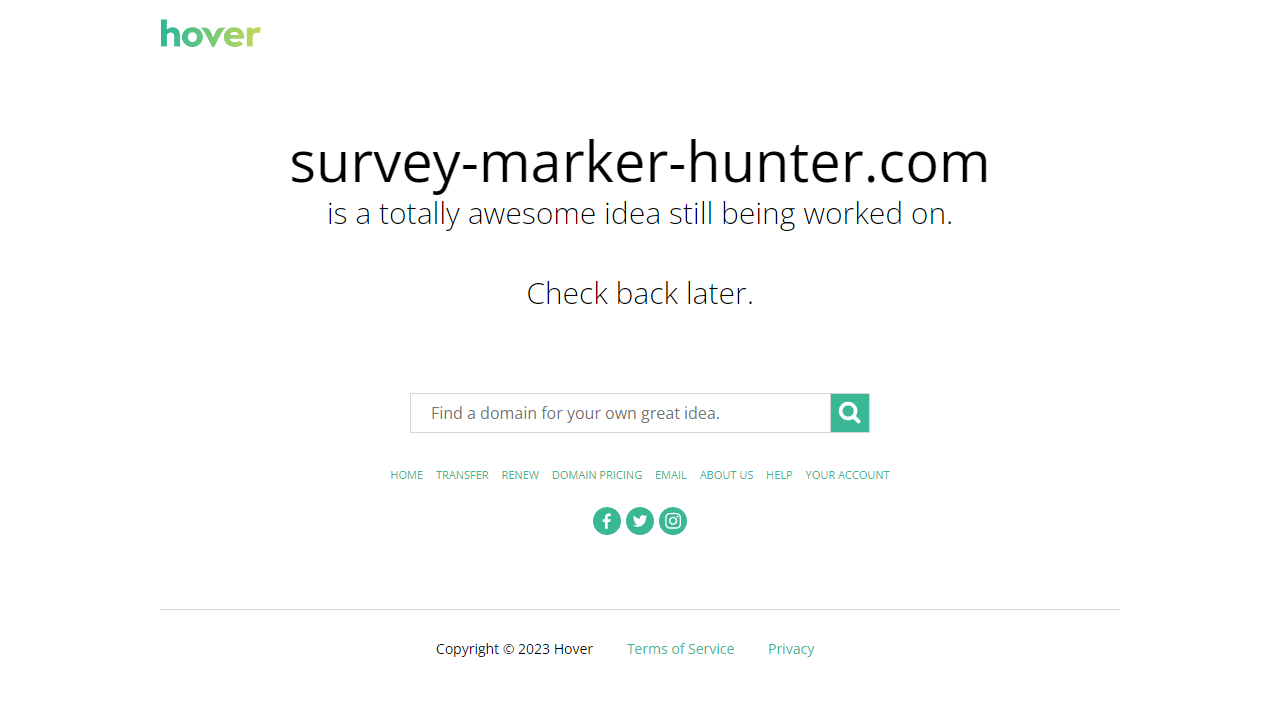 hover
survey-marker-hunter.com
is a totally awesome idea still being worked on.
Check back later.
Find a domain for your own great idea.
HOME TRANSFER RENEW DOMAIN PRICING EMAIL ABOUT US HELP YOUR ACCOUNT
Copyright © 2023 Hover Terms of Service Privacy